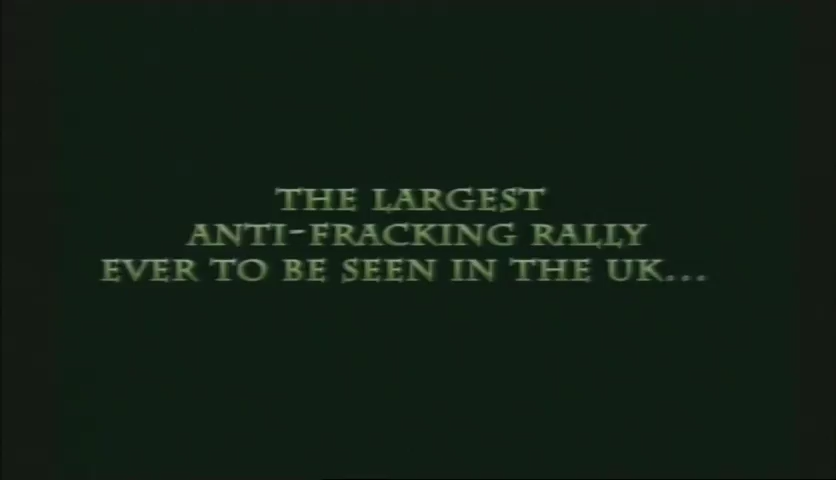 THE LARGEST
ANTI-FRACKING RALLY
EVER TO BE SEEN IN THE UK...